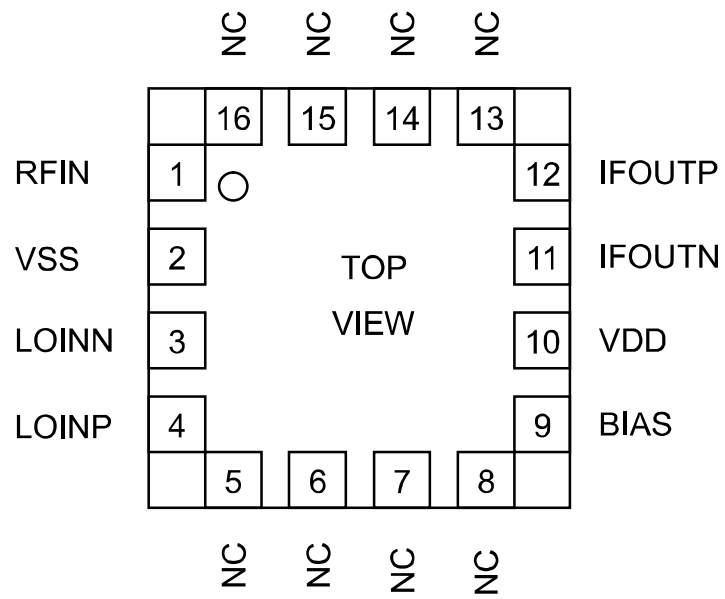 NC NC NC NC
16 15 14 13
RFIN 1 12 IFOUTP
VSS 2 TOP 11 IFOUTN
VIEW
LOINN 3 10 VDD
LOINP 4 9 BIAS
5 6 7 8
NC NC NC NC